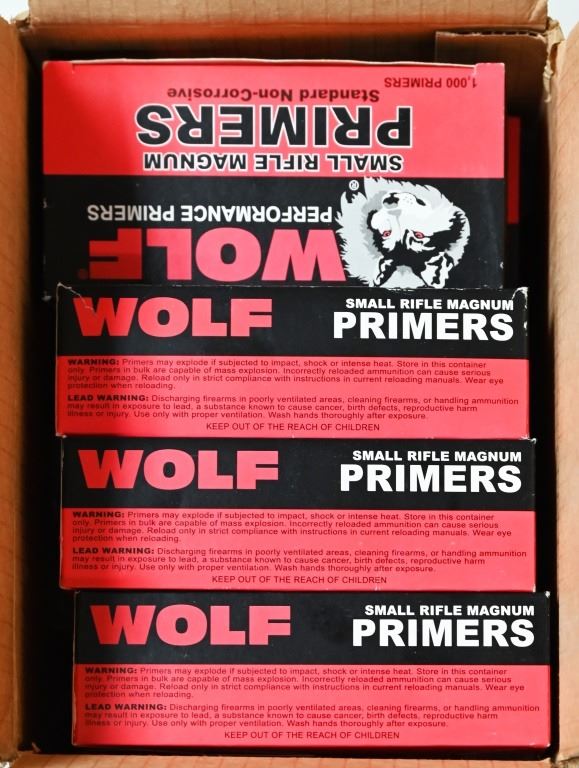 1,000 PRIMERS
Standard Non-Corrosive
PRIMERS
SMALL RIFLE MAGNUM
PERFORMANCE PRIMERS
WOLF®
®
WOLF
SMALL RIFLE MAGNUM
PRIMERS
WARNING: Primers may explode if subjected to impact, shock or intense heat. Store in this container
only. Primers in bulk are capable of mass explosion. Incorrectly reloaded ammunition can cause serious
injury or damage. Reload only in strict compliance with instructions in current reloading manuals. Wear eye
protection when reloading.
LEAD WARNING: Discharging firearms in poorly ventilated areas, cleaning firearms, or handling ammunition
may result in exposure to lead, a substance known to cause cancer, birth defects, reproductive harm
illness or injury. Use only with proper ventilation. Wash hands thoroughly after exposure.
KEEP OUT OF THE REACH OF CHILDREN
WOLF
SMALL RIFLE MAGNUM
PRIMERS
WARNING: Primers may explode if subjected to impact, shock or intense heat. Store in this container
only. Primers in bulk are capable of mass explosion. Incorrectly reloaded ammunition can cause serious
injury or damage. Reload only in strict compliance with instructions in current reloading manuals. Wear eye
protection when reloading.
LEAD WARNING: Discharging firearms in poorly ventilated areas, cleaning firearms, or handling ammunition
may result in exposure to lead, a substance known to cause cancer, birth defects, reproductive harm
illness or injury. Use only with proper ventilation. Wash hands thoroughly after exposure.
KEEP OUT OF THE REACH OF CHILDREN
WOLF
SMALL RIFLE MAGNUM
PRIMERS
WARNING: Primers may explode if subjected to impact, shock or intense heat. Store in this container
only. Primers in bulk are capable of mass explosion. Incorrectly reloaded ammunition can cause serious
injury or damage. Reload only in strict compliance with instructions in current reloading manuals. Wear eye
protection when reloading.
LEAD WARNING: Discharging firearms in poorly ventilated areas, cleaning firearms, or handling ammunition
may result in exposure to lead, a substance known to cause cancer, birth defects, reproductive harm
illness or injury. Use only with proper ventilation. Wash hands thoroughly after exposure.
KEEP OUT OF THE REACH OF CHILDREN